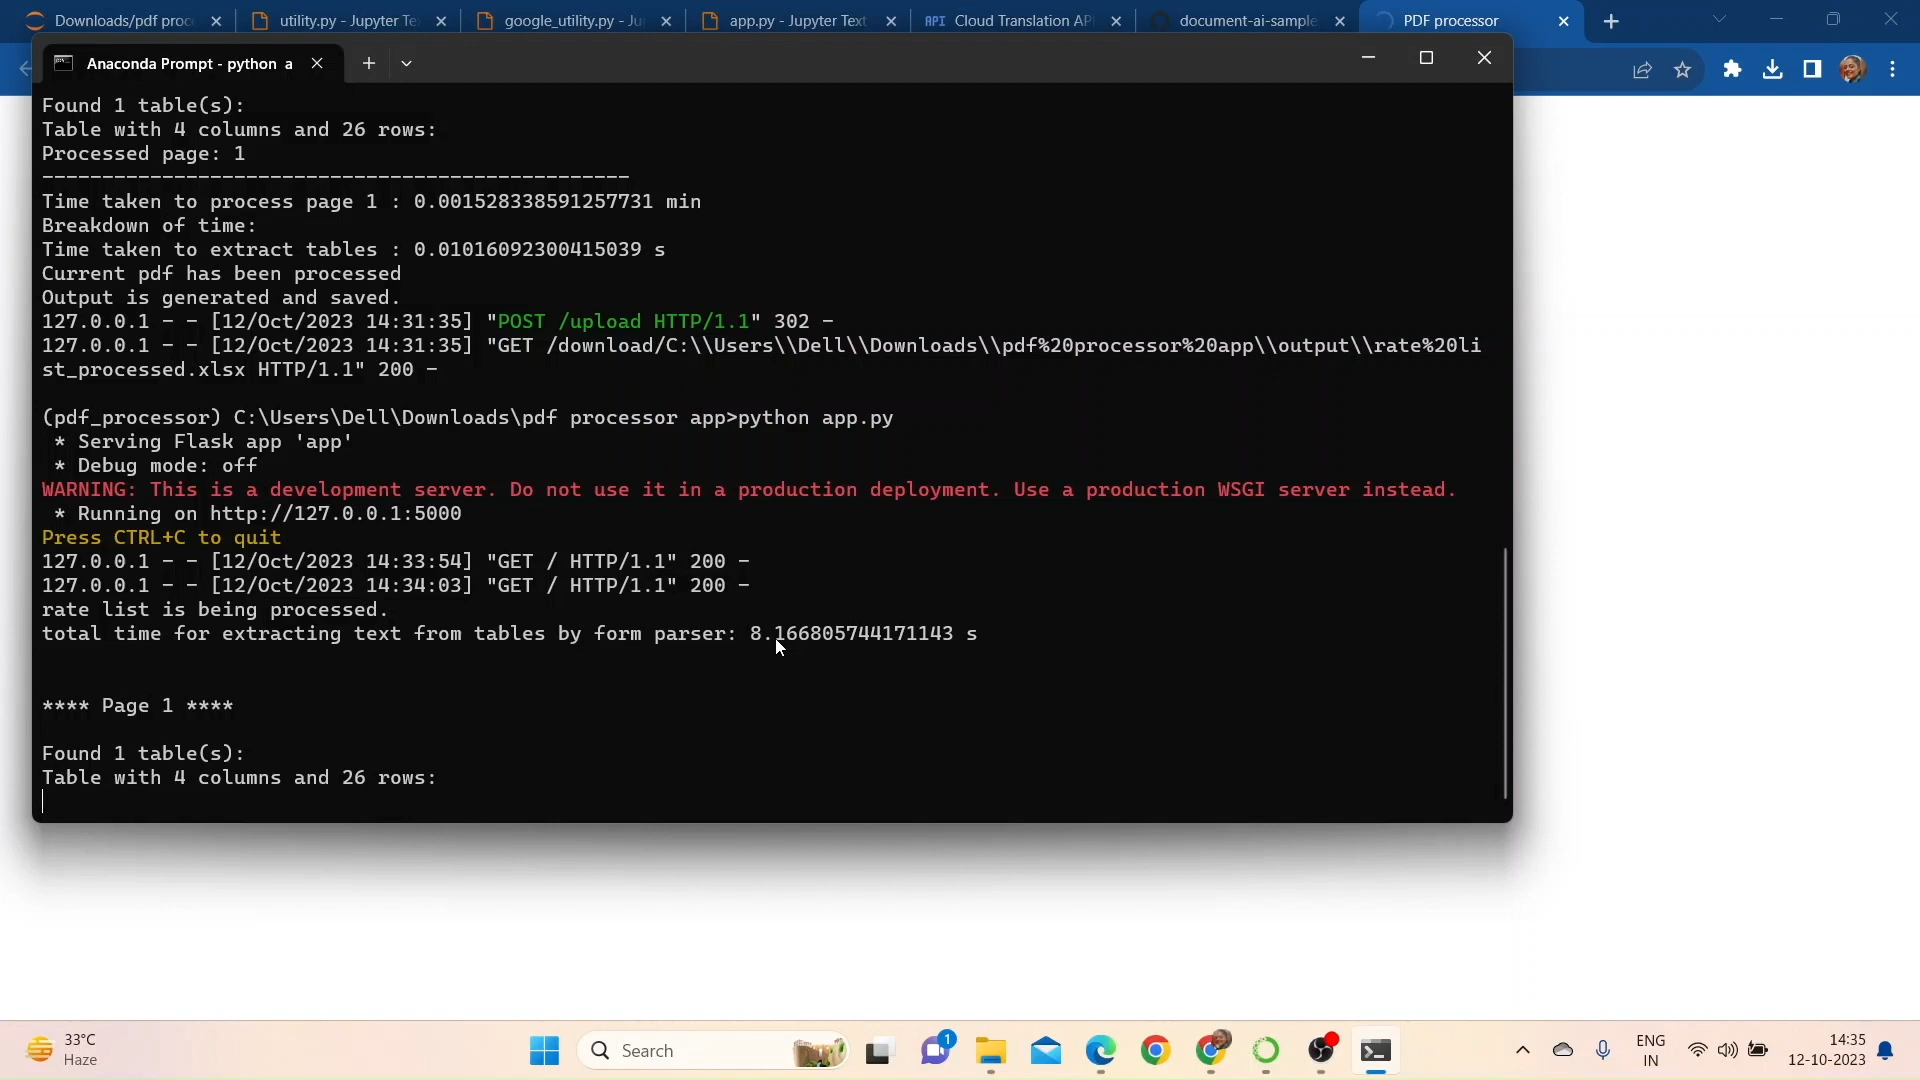 Downloads/pdf proc
utility.py - Jupyter Te
google_utility.py - Ju
app.py - Jupyter Text
API Cloud Translation API
document-ai-sample
PDF processor
Anaconda Prompt - python a
Found 1 table(s):
Table with 4 columns and 26 rows:
Processed page: 1
-------------------------------------------------
Time taken to process page 1 : 0.001528338591257731 min
Breakdown of time:
Time taken to extract tables : 0.01016092300415039 s
Current pdf has been processed
Output is generated and saved.
127.0.0.1 - - [12/Oct/2023 14:31:35] "POST /upload HTTP/1.1" 302 -
127.0.0.1 - - [12/Oct/2023 14:31:35] "GET /download/C:\\Users\\Dell\\Downloads\\pdf%20processor%20app\\output\\rate%20li
st_processed.xlsx HTTP/1.1" 200 -
(pdf_processor) C:\Users\Dell\Downloads\pdf processor app>python app.py
* Serving Flask app 'app'
* Debug mode: off
WARNING: This is a development server. Do not use it in a production deployment. Use a production WSGI server instead.
* Running on http://127.0.0.1:5000
Press CTRL+C to quit
127.0.0.1 - - [12/Oct/2023 14:33:54] "GET / HTTP/1.1" 200 -
127.0.0.1 - - [12/Oct/2023 14:34:03] "GET / HTTP/1.1" 200 -
rate list is being processed.
total time for extracting text from tables by form parser: 8.166805744171143 s
**** Page 1 ****
Found 1 table(s):
Table with 4 columns and 26 rows:
33°C
Haze
Search
1
ENG
IN
14:35
12-10-2023